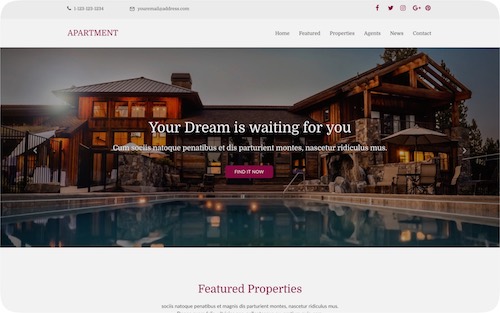 1-123-123-1234
youremail@address.com
APARTMENT
Home Featured Properties Agents News Contact
Your Dream is waiting for you
Cum sociis natoque penatibus et dis parturient montes, nascetur ridiculus mus.
FIND IT NOW
Featured Properties
sociis natoque penatibus et magnis dis parturient montes, nascetur ridiculus mus.